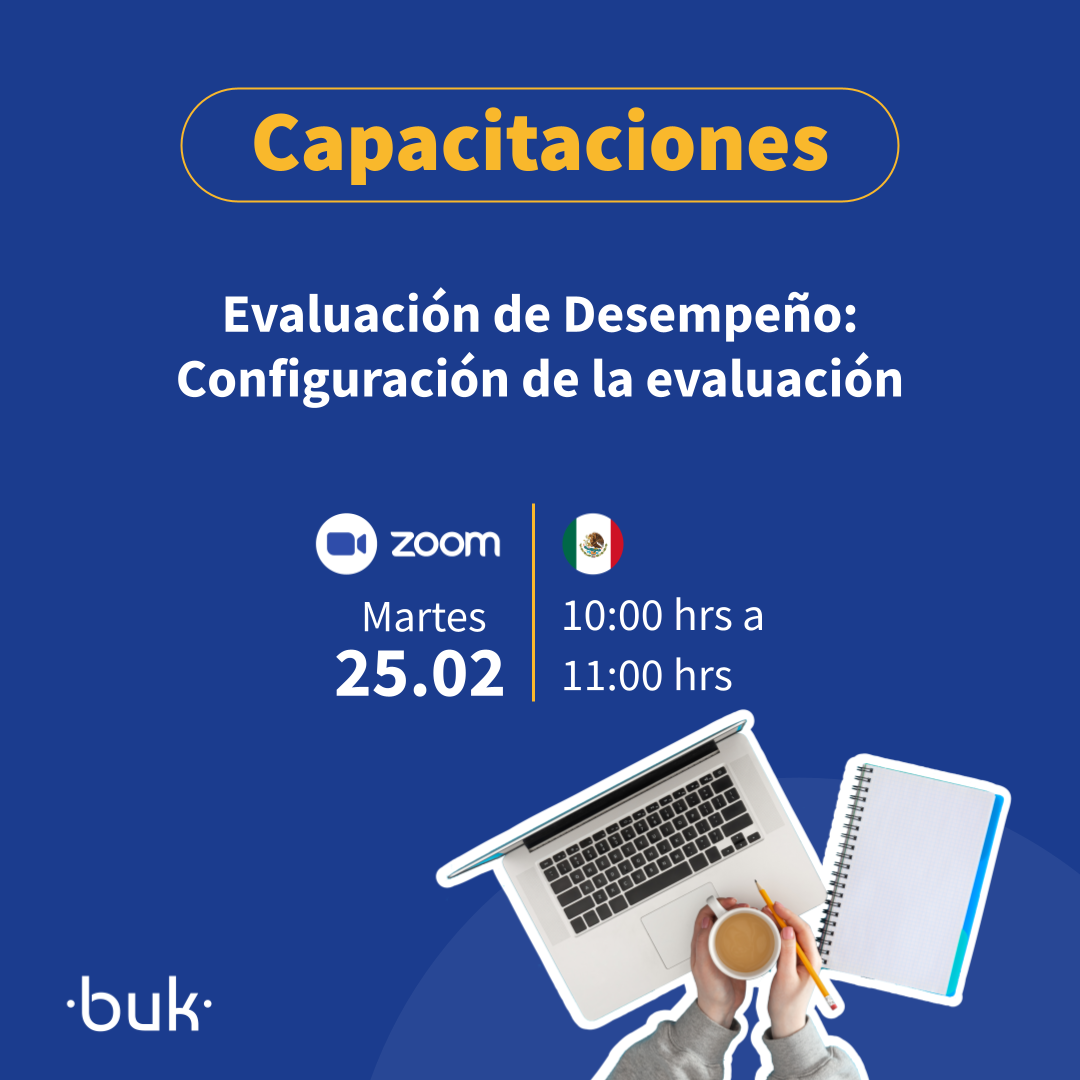 Capacitaciones
Evaluación de Desempeño:
Configuración de la evaluación
zoom
Martes
25.02
10:00 hrs a
11:00 hrs
·buk·